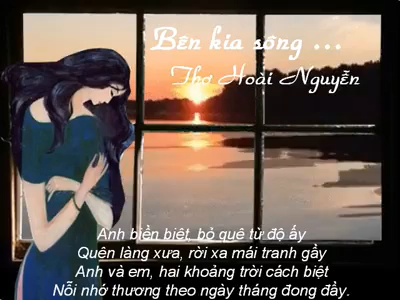 Bên kia sông ...
Thơ Hoài Nguyễn
Anh biền biệt, bỏ quê từ độ ấy
Quên làng xưa, rời xa mái tranh gầy
Anh và em, hai khoảng trời cách biệt
Nỗi nhớ thương theo ngày tháng đong đầy.